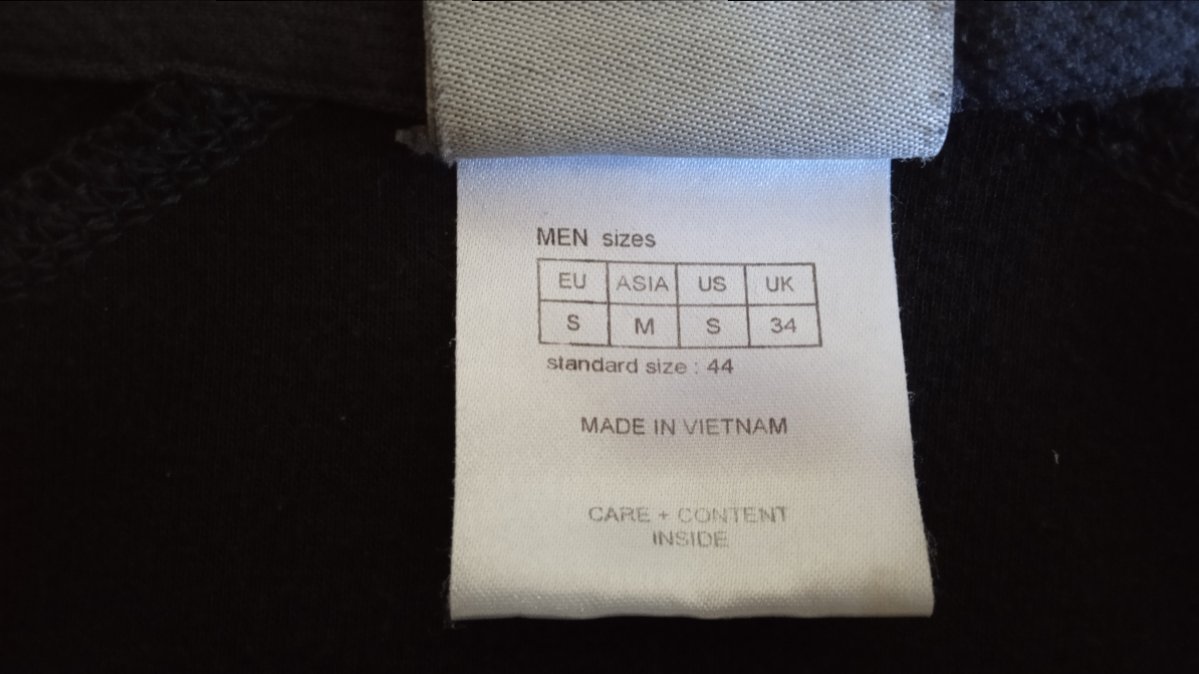 MEN sizes
EU ASIA US UK
S M S 34
standard size : 44
MADE IN VIETNAM
CARE + CONTENT
INSIDE